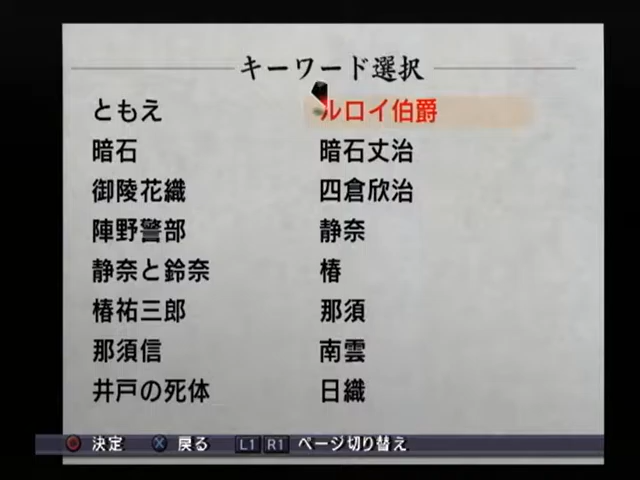 キーワード選択
ともえ ルロイ伯爵
暗石 暗石丈治
御陵花織 四倉欣治
陣野警部 静奈
静奈と鈴奈 椿
椿祐三郎 那須
那須信 南雲
井戸の死体 日織
決定 戻る L1 R1 ページ切り替え